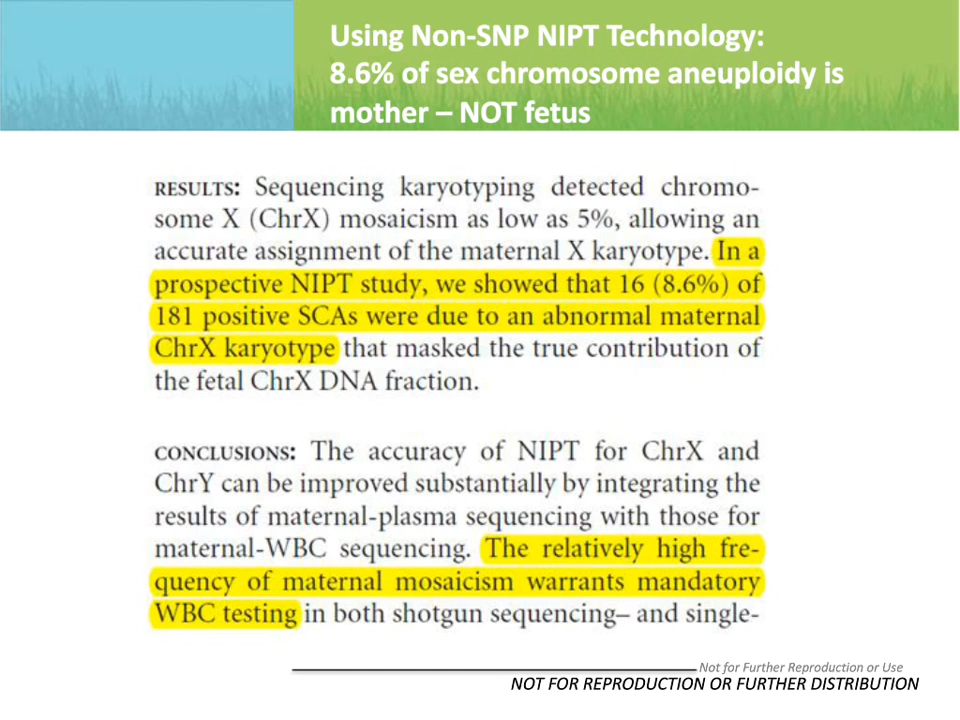 Using Non-SNP NIPT Technology:
8.6% of sex chromosome aneuploidy is
mother – NOT fetus
RESULTS: Sequencing karyotyping detected chromo-
some X (ChrX) mosaicism as low as 5%, allowing an
accurate assignment of the maternal X karyotype. In a
prospective NIPT study, we showed that 16 (8.6%) of
181 positive SCAs were due to an abnormal maternal
ChrX karyotype that masked the true contribution of
the fetal ChrX DNA fraction.
CONCLUSIONS: The accuracy of NIPT for ChrX and
ChrY can be improved substantially by integrating the
results of maternal-plasma sequencing with those for
maternal-WBC sequencing. The relatively high fre-
quency of maternal mosaicism warrants mandatory
WBC testing in both shotgun sequencing– and single-
Not for Further Reproduction or Use
NOT FOR REPRODUCTION OR FURTHER DISTRIBUTION